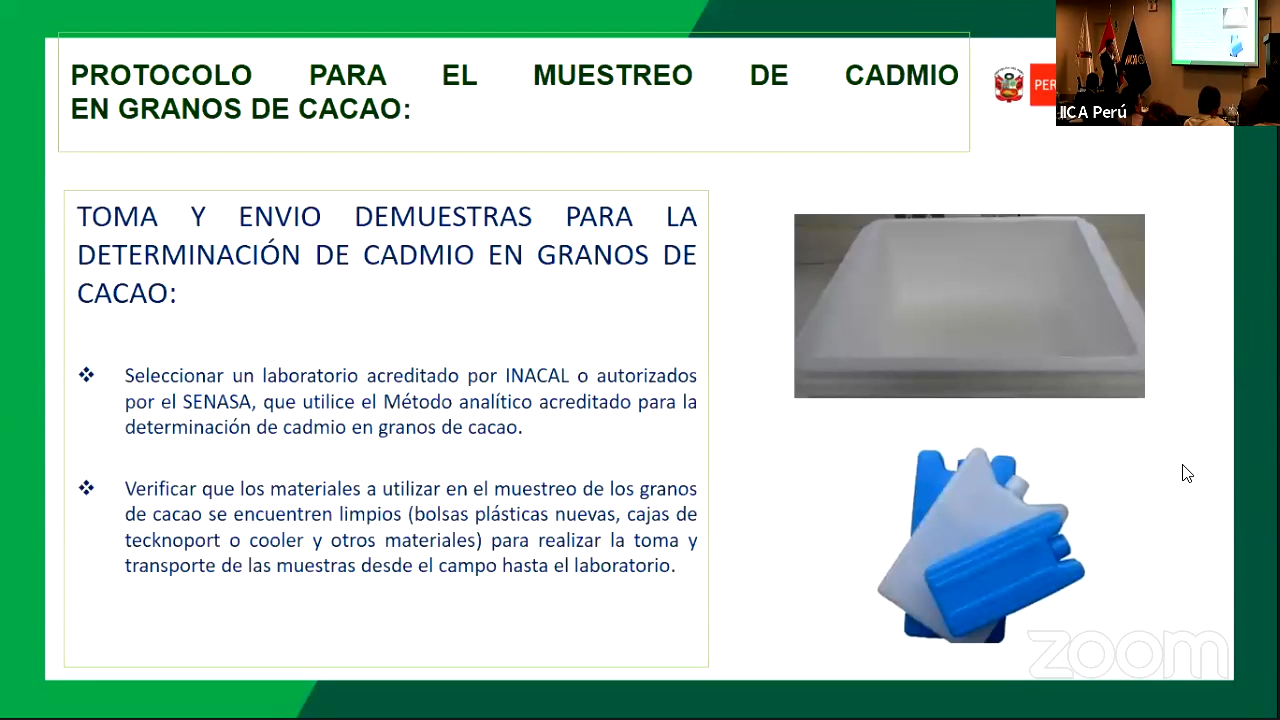 PROTOCOLO PARA EL MUESTREO DE CADMIO
EN GRANOS DE CACAO:
PER
IICA Perú
TOMA Y ENVIO DEMUESTRAS PARA LA
DETERMINACIÓN DE CADMIO EN GRANOS DE
CACAO:
❖ Seleccionar un laboratorio acreditado por INACAL o autorizados
por el SENASA, que utilice el Método analítico acreditado para la
determinación de cadmio en granos de cacao.
❖ Verificar que los materiales a utilizar en el muestreo de los granos
de cacao se encuentren limpios (bolsas plásticas nuevas, cajas de
tecknoport o cooler y otros materiales) para realizar la toma y
transporte de las muestras desde el campo hasta el laboratorio.
zoom